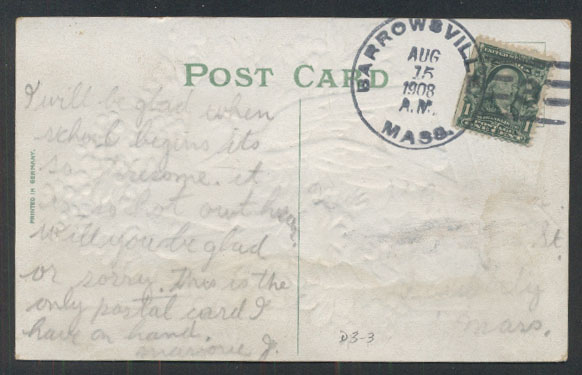 POST CARD
BARROWSVILLE
AUG
15
1908
A.M.
MASS.
I will be glad when
school begins its
so tiresome. it
is so hot out here.
will you be glad
or sorry. This is the
only postal card I
have on hand.
Marjorie J.
PRINTED IN GERMANY.
St.
Mass.
D3-3